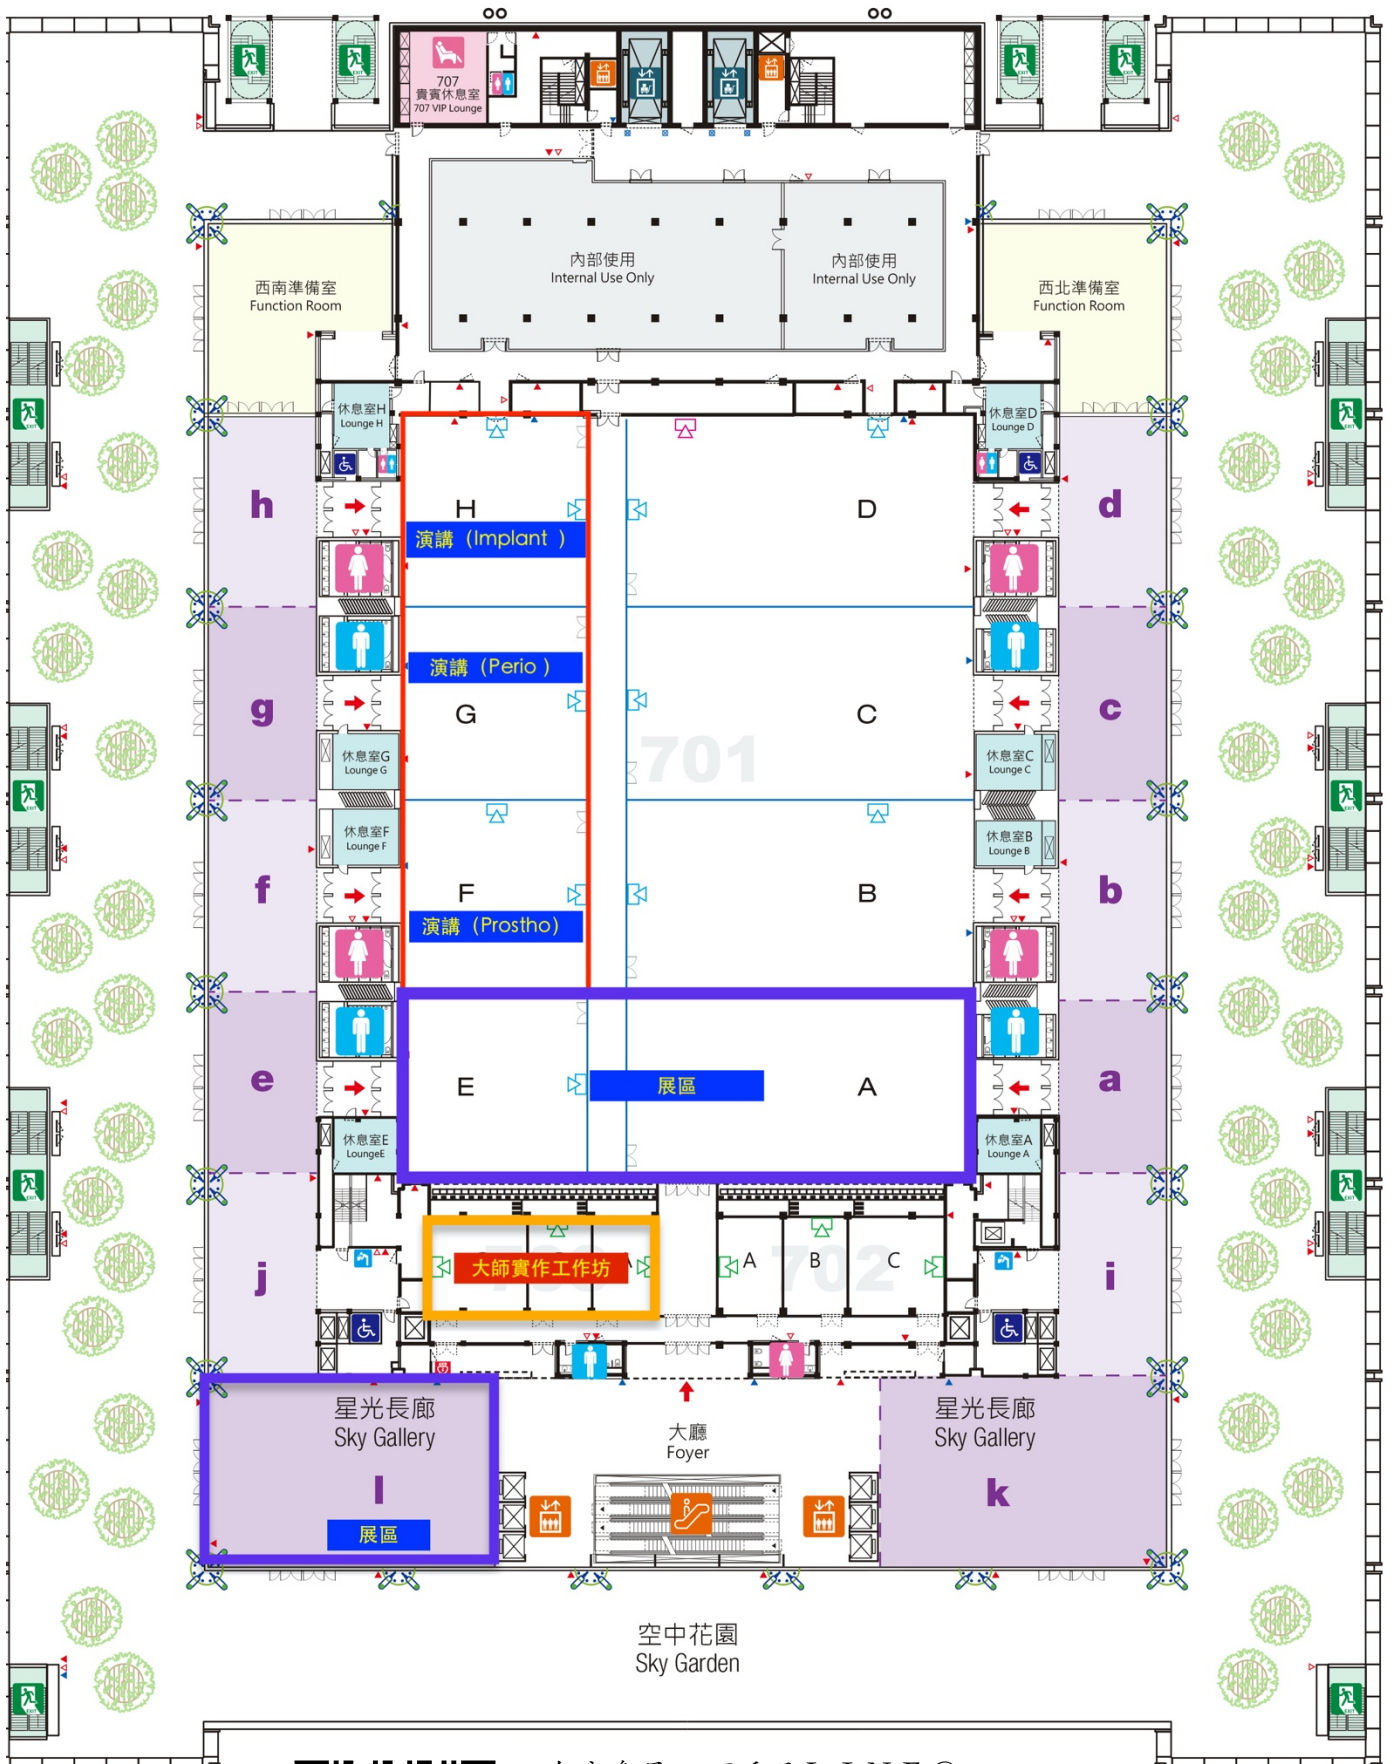 707
貴賓休息室
707 VIP Lounge
EXIT
EXIT
EXIT
EXIT
內部使用
Internal Use Only
內部使用
Internal Use Only
西南準備室
Function Room
西北準備室
Function Room
休息室H
Lounge H
休息室D
Lounge D
h
H
D
d
演講（Implant ）
演講（Perio ）
g
G
C
c
701
休息室G
Lounge G
休息室C
Lounge C
休息室F
Lounge F
休息室B
Lounge B
f
F
B
b
演講（Prostho）
e
E
展區
A
a
休息室E
LoungeE
休息室A
Lounge A
j
大師實作工作坊
A
B
C
702
i
星光長廊
Sky Gallery
l
展區
大廳
Foyer
星光長廊
Sky Gallery
k
空中花園
Sky Garden